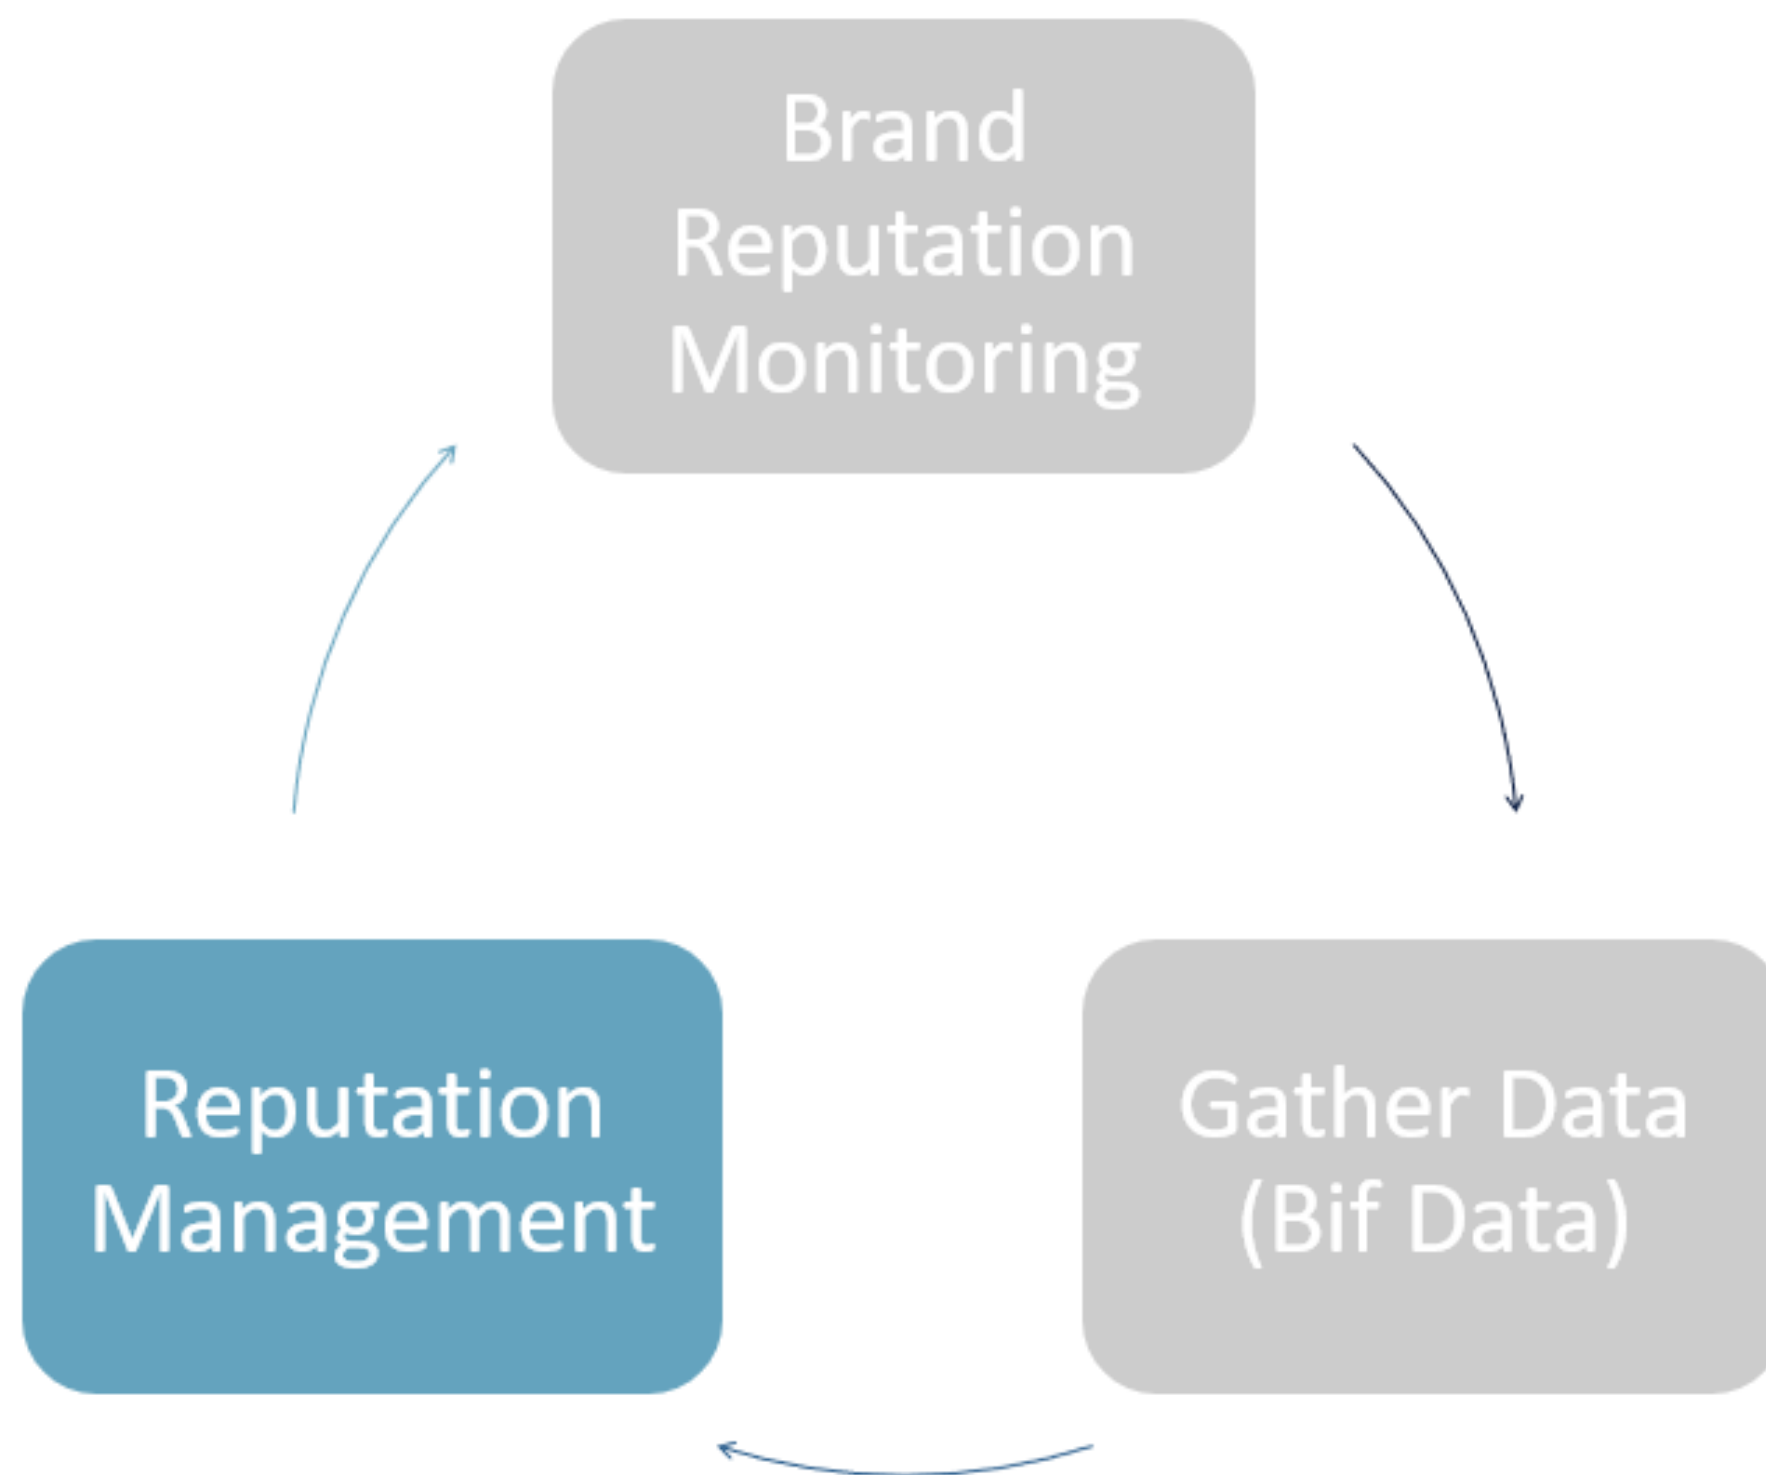 Brand
Reputation
Monitoring
Reputation
Management
Gather Data
(Bif Data)